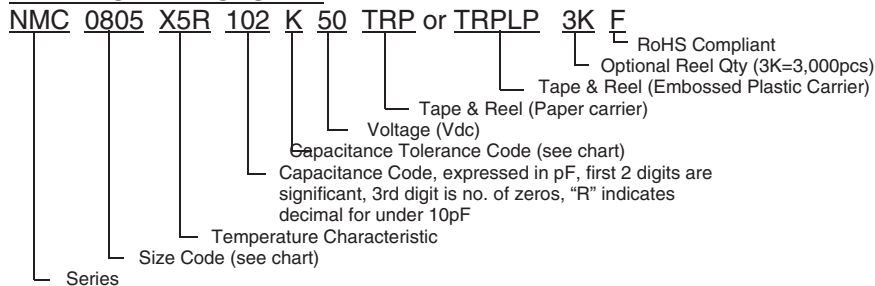 NMC 0805 X5R 102 K 50 TRP or TRPLP 3K F
RoHS Compliant
Optional Reel Qty (3K=3,000pcs)
Tape & Reel (Embossed Plastic Carrier)
Tape & Reel (Paper carrier)
Voltage (Vdc)
Capacitance Tolerance Code (see chart)
Capacitance Code, expressed in pF, first 2 digits are
significant, 3rd digit is no. of zeros, “R” indicates
decimal for under 10pF
Temperature Characteristic
Size Code (see chart)
Series